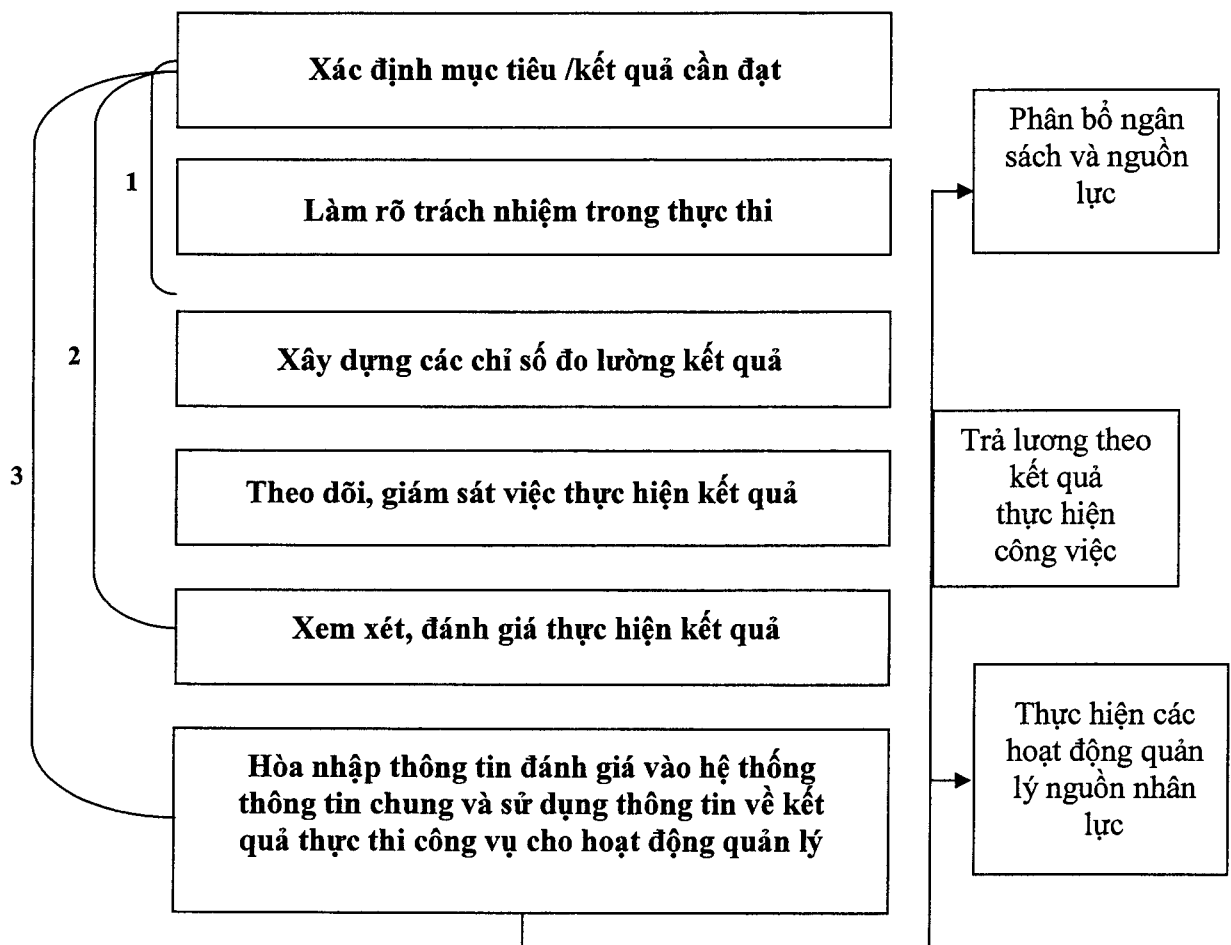 Xác định mục tiêu /kết quả cần đạt
1
Làm rõ trách nhiệm trong thực thi
2
Xây dựng các chỉ số đo lường kết quả
3
Theo dõi, giám sát việc thực hiện kết quả
Xem xét, đánh giá thực hiện kết quả
Hòa nhập thông tin đánh giá vào hệ thống
thông tin chung và sử dụng thông tin về kết
quả thực thi công vụ cho hoạt động quản lý
Phân bổ ngân
sách và nguồn
lực
Trả lương theo
kết quả
thực hiện
công việc
Thực hiện các
hoạt động quản
lý nguồn nhân
lực